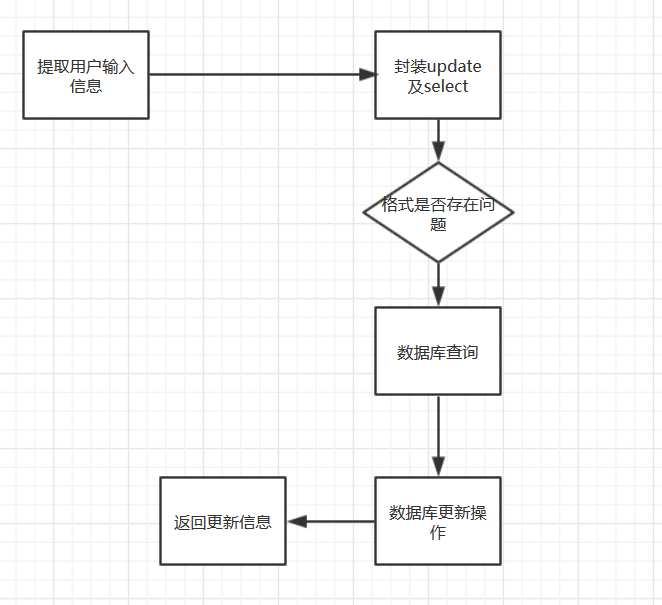 提取用户输入
信息
封装update
及select
格式是否存在问
题
数据库查询
数据库更新操
作
返回更新信息